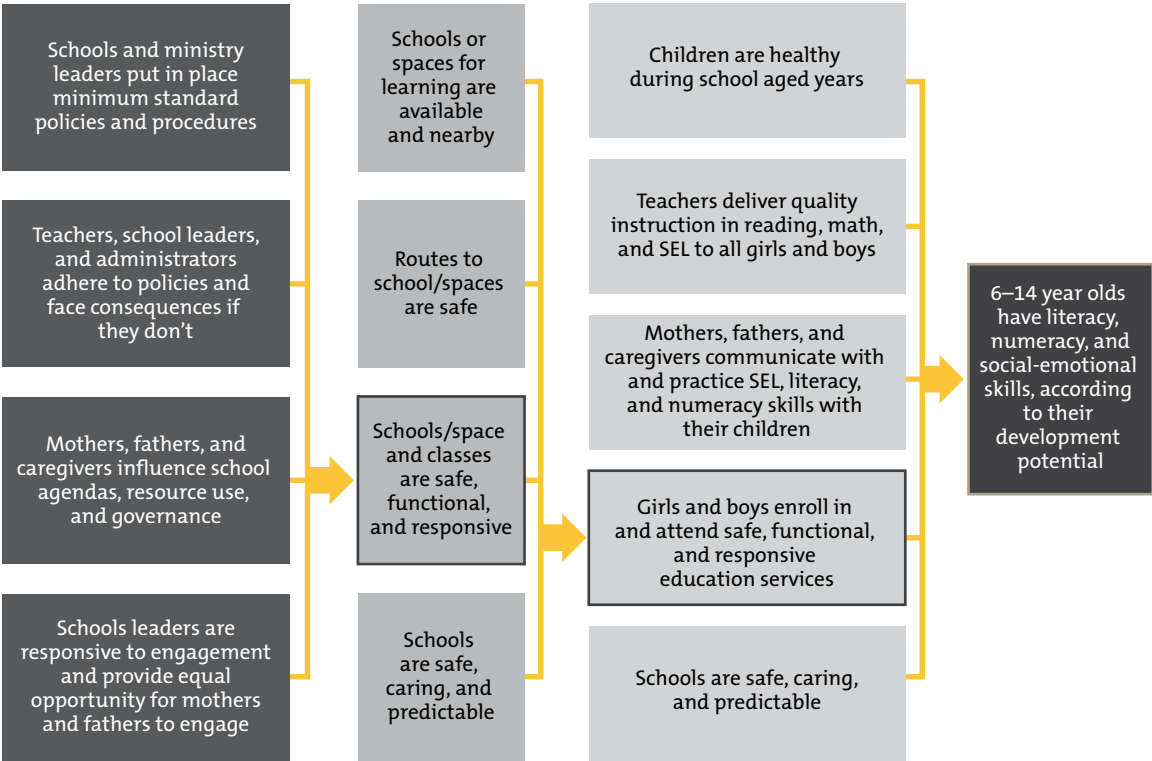 Schools and ministry
leaders put in place
minimum standard
policies and procedures
Teachers, school leaders,
and administrators
adhere to policies and
face consequences if
they don’t
Mothers, fathers, and
caregivers influence school
agendas, resource use,
and governance
Schools leaders are
responsive to engagement
and provide equal
opportunity for mothers
and fathers to engage
Schools or
spaces for
learning are
available
and nearby
Routes to
school/spaces
are safe
Schools/space
and classes
are safe,
functional,
and responsive
Schools
are safe,
caring, and
predictable
Children are healthy
during school aged years
Teachers deliver quality
instruction in reading, math,
and SEL to all girls and boys
Mothers, fathers, and
caregivers communicate with
and practice SEL, literacy,
and numeracy skills with
their children
Girls and boys enroll in
and attend safe, functional,
and responsive
education services
Schools are safe, caring,
and predictable
6–14 year olds
have literacy,
numeracy, and
social-emotional
skills, according
to their
development
potential